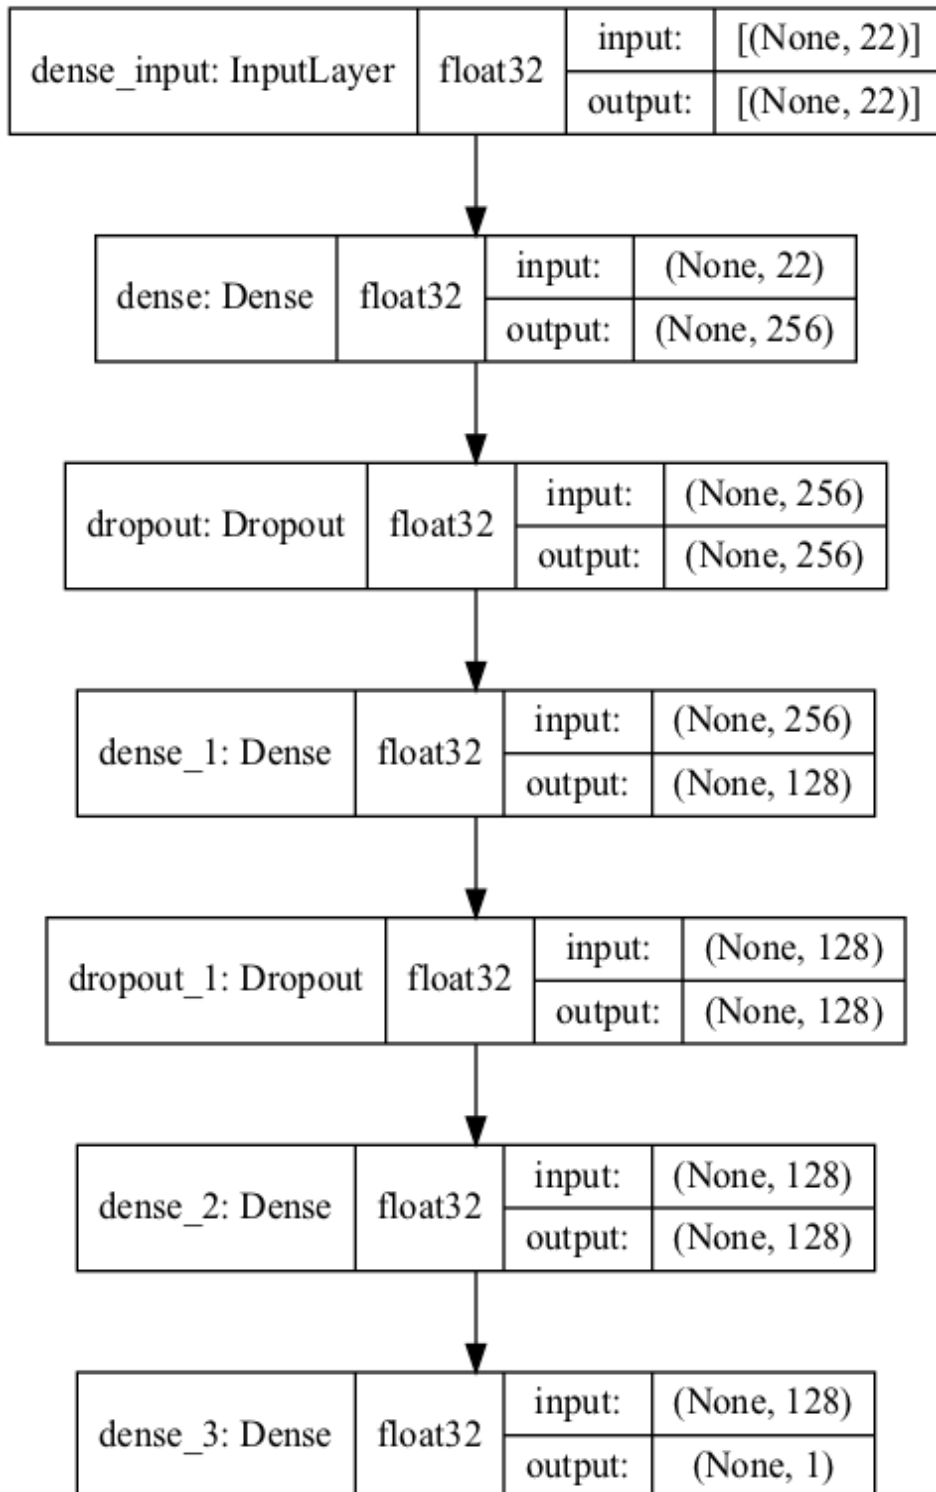 dense_input: InputLayer float32 input: [(None, 22)]
output: [(None, 22)]
dense: Dense float32 input: (None, 22)
output: (None, 256)
dropout: Dropout float32 input: (None, 256)
output: (None, 256)
dense_1: Dense float32 input: (None, 256)
output: (None, 128)
dropout_1: Dropout float32 input: (None, 128)
output: (None, 128)
dense_2: Dense float32 input: (None, 128)
output: (None, 128)
dense_3: Dense float32 input: (None, 128)
output: (None, 1)